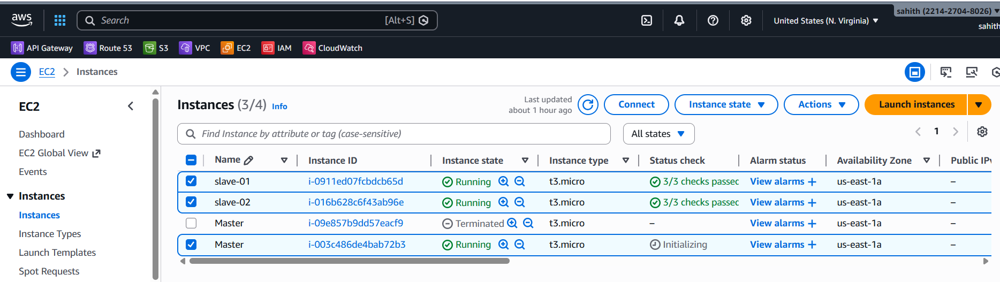 sahith (2214-2704-8026)
aws
Search
[Alt+S]
United States (N. Virginia)
sahith
API Gateway Route 53 S3 VPC EC2 IAM CloudWatch
EC2 > Instances
EC2
Dashboard
EC2 Global View
Events
Instances
Instances
Instance Types
Launch Templates
Spot Requests
Instances (3/4) Info
Last updated
about 1 hour ago
Connect
Instance state
Actions
Launch instances
Find Instance by attribute or tag (case-sensitive)
All states
1
Name Instance ID Instance state Instance type Status check Alarm status Availability Zone Public IPv
slave-01 i-0911ed07fcbdcb65d Running t3.micro 3/3 checks passec View alarms + us-east-1a –
slave-02 i-016b628c6f43ab96e Running t3.micro 3/3 checks passec View alarms + us-east-1a –
Master i-09e857b9dd57eacf9 Terminated t3.micro – View alarms + us-east-1a –
Master i-003c486de4bab72b3 Running t3.micro Initializing View alarms + us-east-1a –